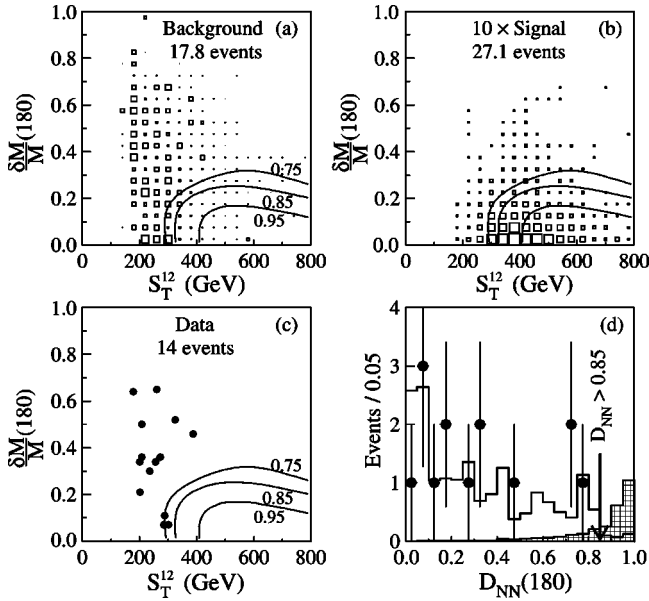 Background (a)
17.8 events
δM/M(180)
1.0
0.8
0.6
0.4
0.2
0.0
0.75
0.85
0.95
0 200 400 600 800
S_T^12 (GeV)
10 × Signal (b)
27.1 events
δM/M(180)
1.0
0.8
0.6
0.4
0.2
0.0
0.75
0.85
0.95
0 200 400 600 800
S_T^12 (GeV)
Data (c)
14 events
δM/M(180)
1.0
0.8
0.6
0.4
0.2
0.0
0.75
0.85
0.95
0 200 400 600 800
S_T^12 (GeV)
(d)
Events / 0.05
4
3
2
1
0
D_NN > 0.85
0.0 0.2 0.4 0.6 0.8 1.0
D_NN(180)